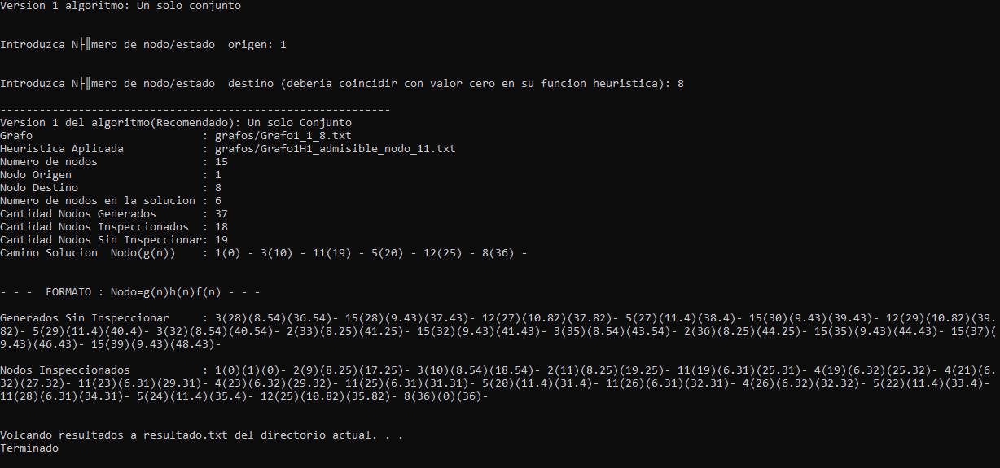 Version 1 algoritmo: Un solo conjunto
Introduzca N├║mero de nodo/estado  origen: 1
Introduzca N├║mero de nodo/estado  destino (deberia coincidir con valor cero en su funcion heuristica): 8
------------------------------------------------------------
Version 1 del algoritmo(Recomendado): Un solo Conjunto
Grafo                          : grafos/Grafo1_1_8.txt
Heuristica Aplicada            : grafos/Grafo1H1_admisible_nodo_11.txt
Numero de nodos                : 15
Nodo Origen                    : 1
Nodo Destino                   : 8
Numero de nodos en la solucion : 6
Cantidad Nodos Generados       : 37
Cantidad Nodos Inspeccionados  : 18
Cantidad Nodos Sin Inspeccionar: 19
Camino Solucion  Nodo(g(n))    : 1(0) - 3(10) - 11(19) - 5(20) - 12(25) - 8(36) -
- - -  FORMATO : Nodo=g(n)h(n)f(n) - - -
Generados Sin Inspeccionar     : 3(28)(8.54)(36.54)- 15(28)(9.43)(37.43)- 12(27)(10.82)(37.82)- 5(27)(11.4)(38.4)- 15(30)(9.43)(39.43)- 12(29)(10.82)(39.
82)- 5(29)(11.4)(40.4)- 3(32)(8.54)(40.54)- 2(33)(8.25)(41.25)- 15(32)(9.43)(41.43)- 3(35)(8.54)(43.54)- 2(36)(8.25)(44.25)- 15(35)(9.43)(44.43)- 15(37)(
9.43)(46.43)- 15(39)(9.43)(48.43)-
Nodos Inspeccionados           : 1(0)(1)(0)- 2(9)(8.25)(17.25)- 3(10)(8.54)(18.54)- 2(11)(8.25)(19.25)- 11(19)(6.31)(25.31)- 4(19)(6.32)(25.32)- 4(21)(6.
32)(27.32)- 11(23)(6.31)(29.31)- 4(23)(6.32)(29.32)- 11(25)(6.31)(31.31)- 5(20)(11.4)(31.4)- 11(26)(6.31)(32.31)- 4(26)(6.32)(32.32)- 5(22)(11.4)(33.4)-
11(28)(6.31)(34.31)- 5(24)(11.4)(35.4)- 12(25)(10.82)(35.82)- 8(36)(0)(36)-
Volcando resultados a resultado.txt del directorio actual. . .
Terminado